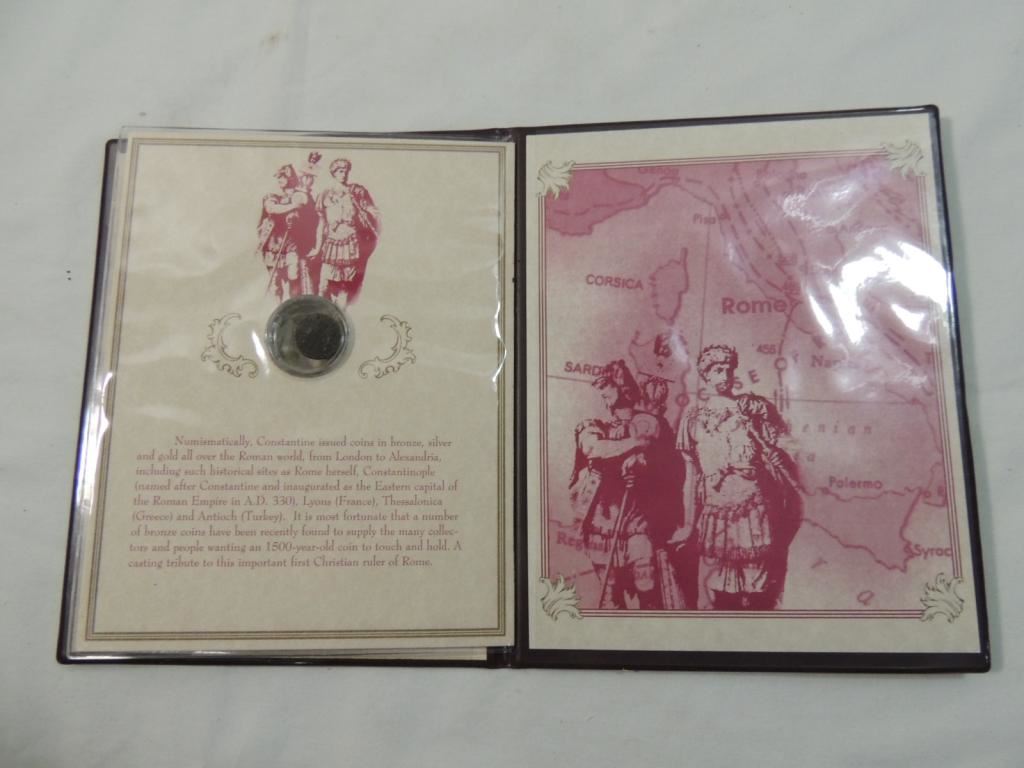 Numismatically, Constantine issued coins in bronze, silver
and gold all over the Roman world, from London to Alexandria,
including such historical sites as Rome herself, Constantinople
(named after Constantine and inaugurated as the Eastern capital of
the Roman Empire in A.D. 330), Lyons (France), Thessalonica
(Greece) and Antioch (Turkey). It is most fortunate that a number
of bronze coins have been recently found to supply the many collec-
tors and people wanting an 1500-year-old coin to touch and hold. A
casting tribute to this important first Christian ruler of Rome.
Genoa
Pisa
CORSICA
Rome
455
SARD
Palermo
Syrac